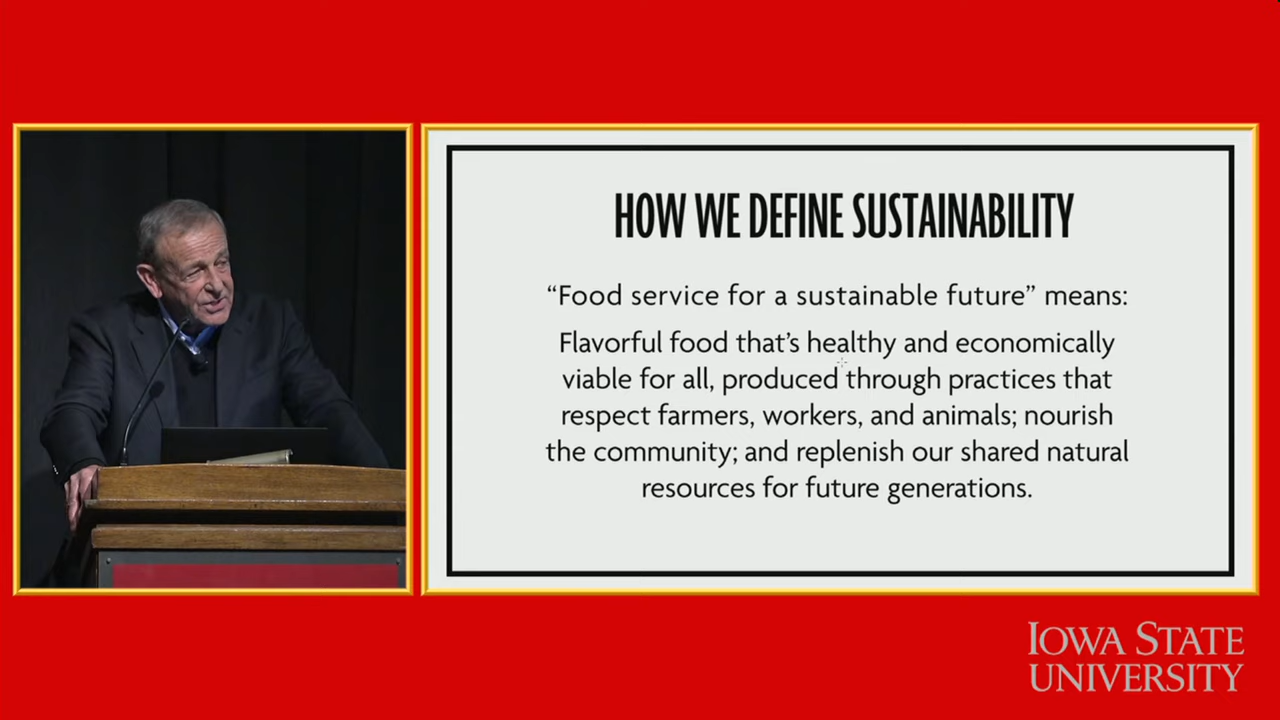 HOW WE DEFINE SUSTAINABILITY
“Food service for a sustainable future” means:
Flavorful food that’s healthy and economically
viable for all, produced through practices that
respect farmers, workers, and animals; nourish
the community; and replenish our shared natural
resources for future generations.
IOWA STATE
UNIVERSITY